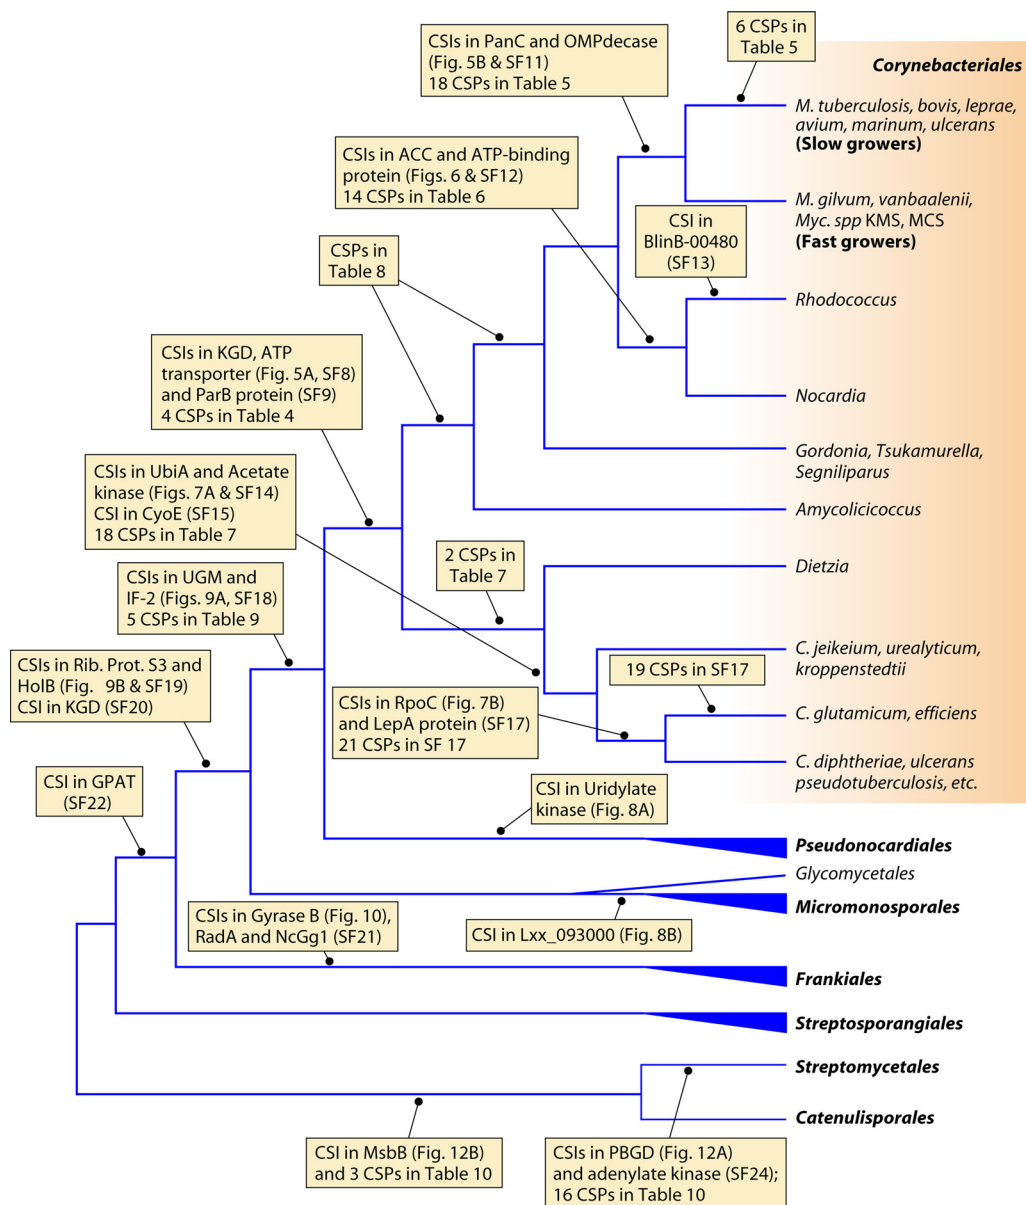 6 CSPs in
Table 5
CSIs in PanC and OMPdecase
(Fig. 5B & SF11)
18 CSPs in Table 5
Corynebacteriales
M. tuberculosis, bovis, leprae,
avium, marinum, ulcerans
(Slow growers)
CSIs in ACC and ATP-binding
protein (Figs. 6 & SF12)
14 CSPs in Table 6
M. gilvum, vanbaalenii,
Myc. spp KMS, MCS
(Fast growers)
CSI in
BlinB-00480
(SF13)
CSPs in
Table 8
Rhodococcus
CSIs in KGD, ATP
transporter (Fig. 5A, SF8)
and ParB protein (SF9)
4 CSPs in Table 4
Nocardia
Gordonia, Tsukamurella,
Segniliparus
CSIs in UbiA and Acetate
kinase (Figs. 7A & SF14)
CSI in CyoE (SF15)
18 CSPs in Table 7
Amycolicicoccus
2 CSPs in
Table 7
Dietzia
CSIs in UGM and
IF-2 (Figs. 9A, SF18)
5 CSPs in Table 9
C. jeikeium, urealyticum,
kroppenstedtii
CSIs in Rib. Prot. S3 and
HolB (Fig. 9B & SF19)
CSI in KGD (SF20)
19 CSPs in SF17
CSIs in RpoC (Fig. 7B)
and LepA protein (SF17)
21 CSPs in SF 17
C. glutamicum, efficiens
C. diphtheriae, ulcerans
pseudotuberculosis, etc.
CSI in GPAT
(SF22)
CSI in Uridylate
kinase (Fig. 8A)
Pseudonocardiales
Glycomycetales
Micromonosporales
CSIs in Gyrase B (Fig. 10),
RadA and NcGg1 (SF21)
CSI in Lxx_093000 (Fig. 8B)
Frankiales
Streptosporangiales
Streptomycetales
Catenulisporales
CSI in MsbB (Fig. 12B)
and 3 CSPs in Table 10
CSIs in PBGD (Fig. 12A)
and adenylate kinase (SF24);
16 CSPs in Table 10